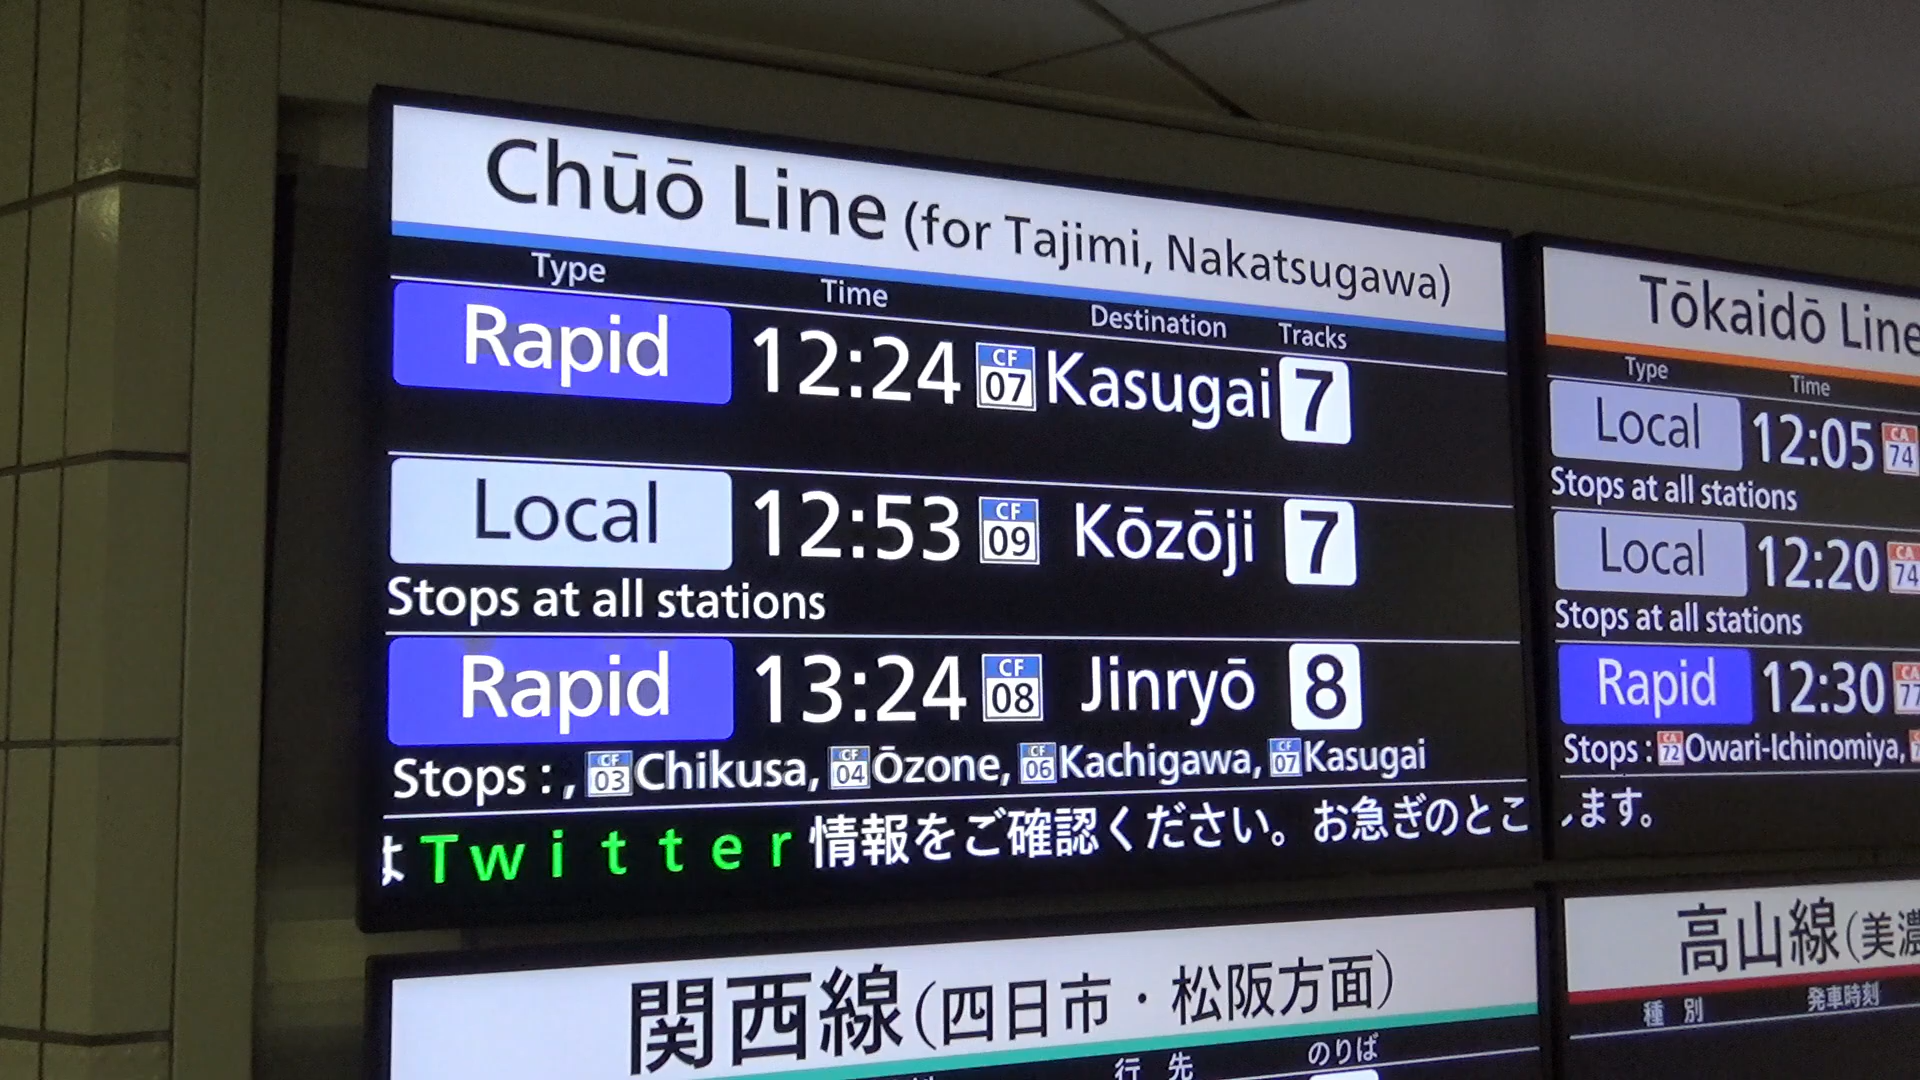 Chūō Line (for Tajimi, Nakatsugawa)
Type Time Destination Tracks
Rapid 12:24 CF 07 Kasugai 7
Local 12:53 CF 09 Kōzōji 7
Stops at all stations
Rapid 13:24 CF 08 Jinryō 8
Stops : , CF 03 Chikusa, CF 04 Ōzone, CF 06 Kachigawa, CF 07 Kasugai
Twitter情報をご確認ください。お急ぎのとこ
Tōkaidō Line
Type Time
Local 12:05 CA 74
Stops at all stations
Local 12:20 CA 74
Stops at all stations
Rapid 12:30 CA 77
Stops : CA 72 Owari-Ichinomiya,
ます。
関西線(四日市・松阪方面)
行先 のりば
高山線(美濃
種別 発車時刻